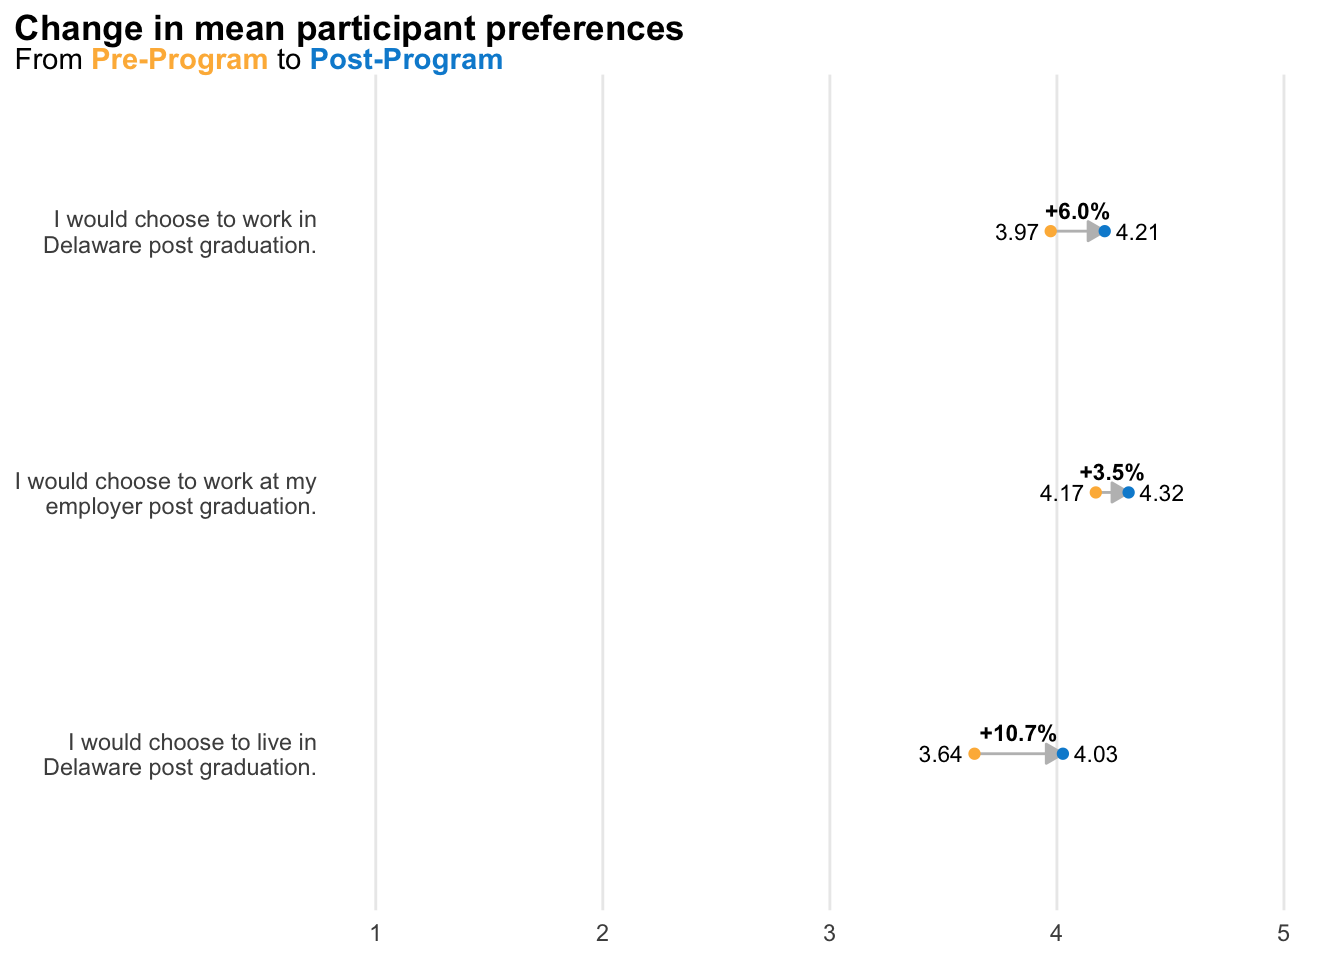 Change in mean participant preferences
From Pre-Program to Post-Program
I would choose to work in
Delaware post graduation.
+6.0%
3.97
4.21
I would choose to work at my
employer post graduation.
+3.5%
4.17
4.32
I would choose to live in
Delaware post graduation.
+10.7%
3.64
4.03
1 2 3 4 5